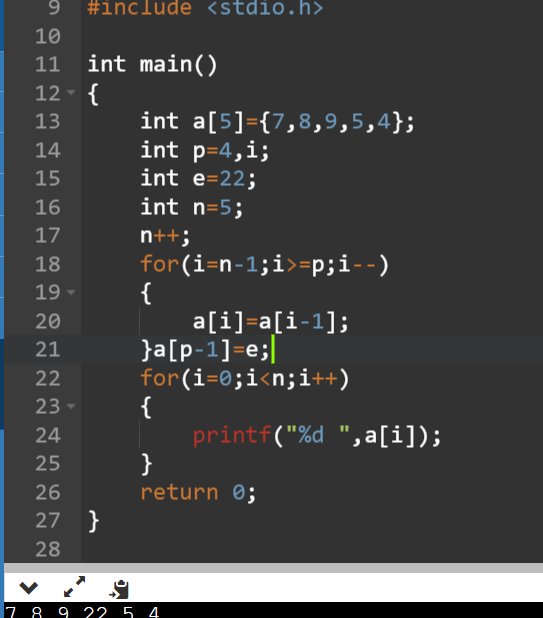 9 #include <stdio.h>
10
11 int main()
12 {
13 int a[5]={7,8,9,5,4};
14 int p=4,i;
15 int e=22;
16 int n=5;
17 n++;
18 for(i=n-1;i>=p;i--)
19 {
20 a[i]=a[i-1];
21 }a[p-1]=e;
22 for(i=0;i<n;i++)
23 {
24 printf("%d ",a[i]);
25 }
26 return 0;
27 }
28
7 8 9 22 5 4